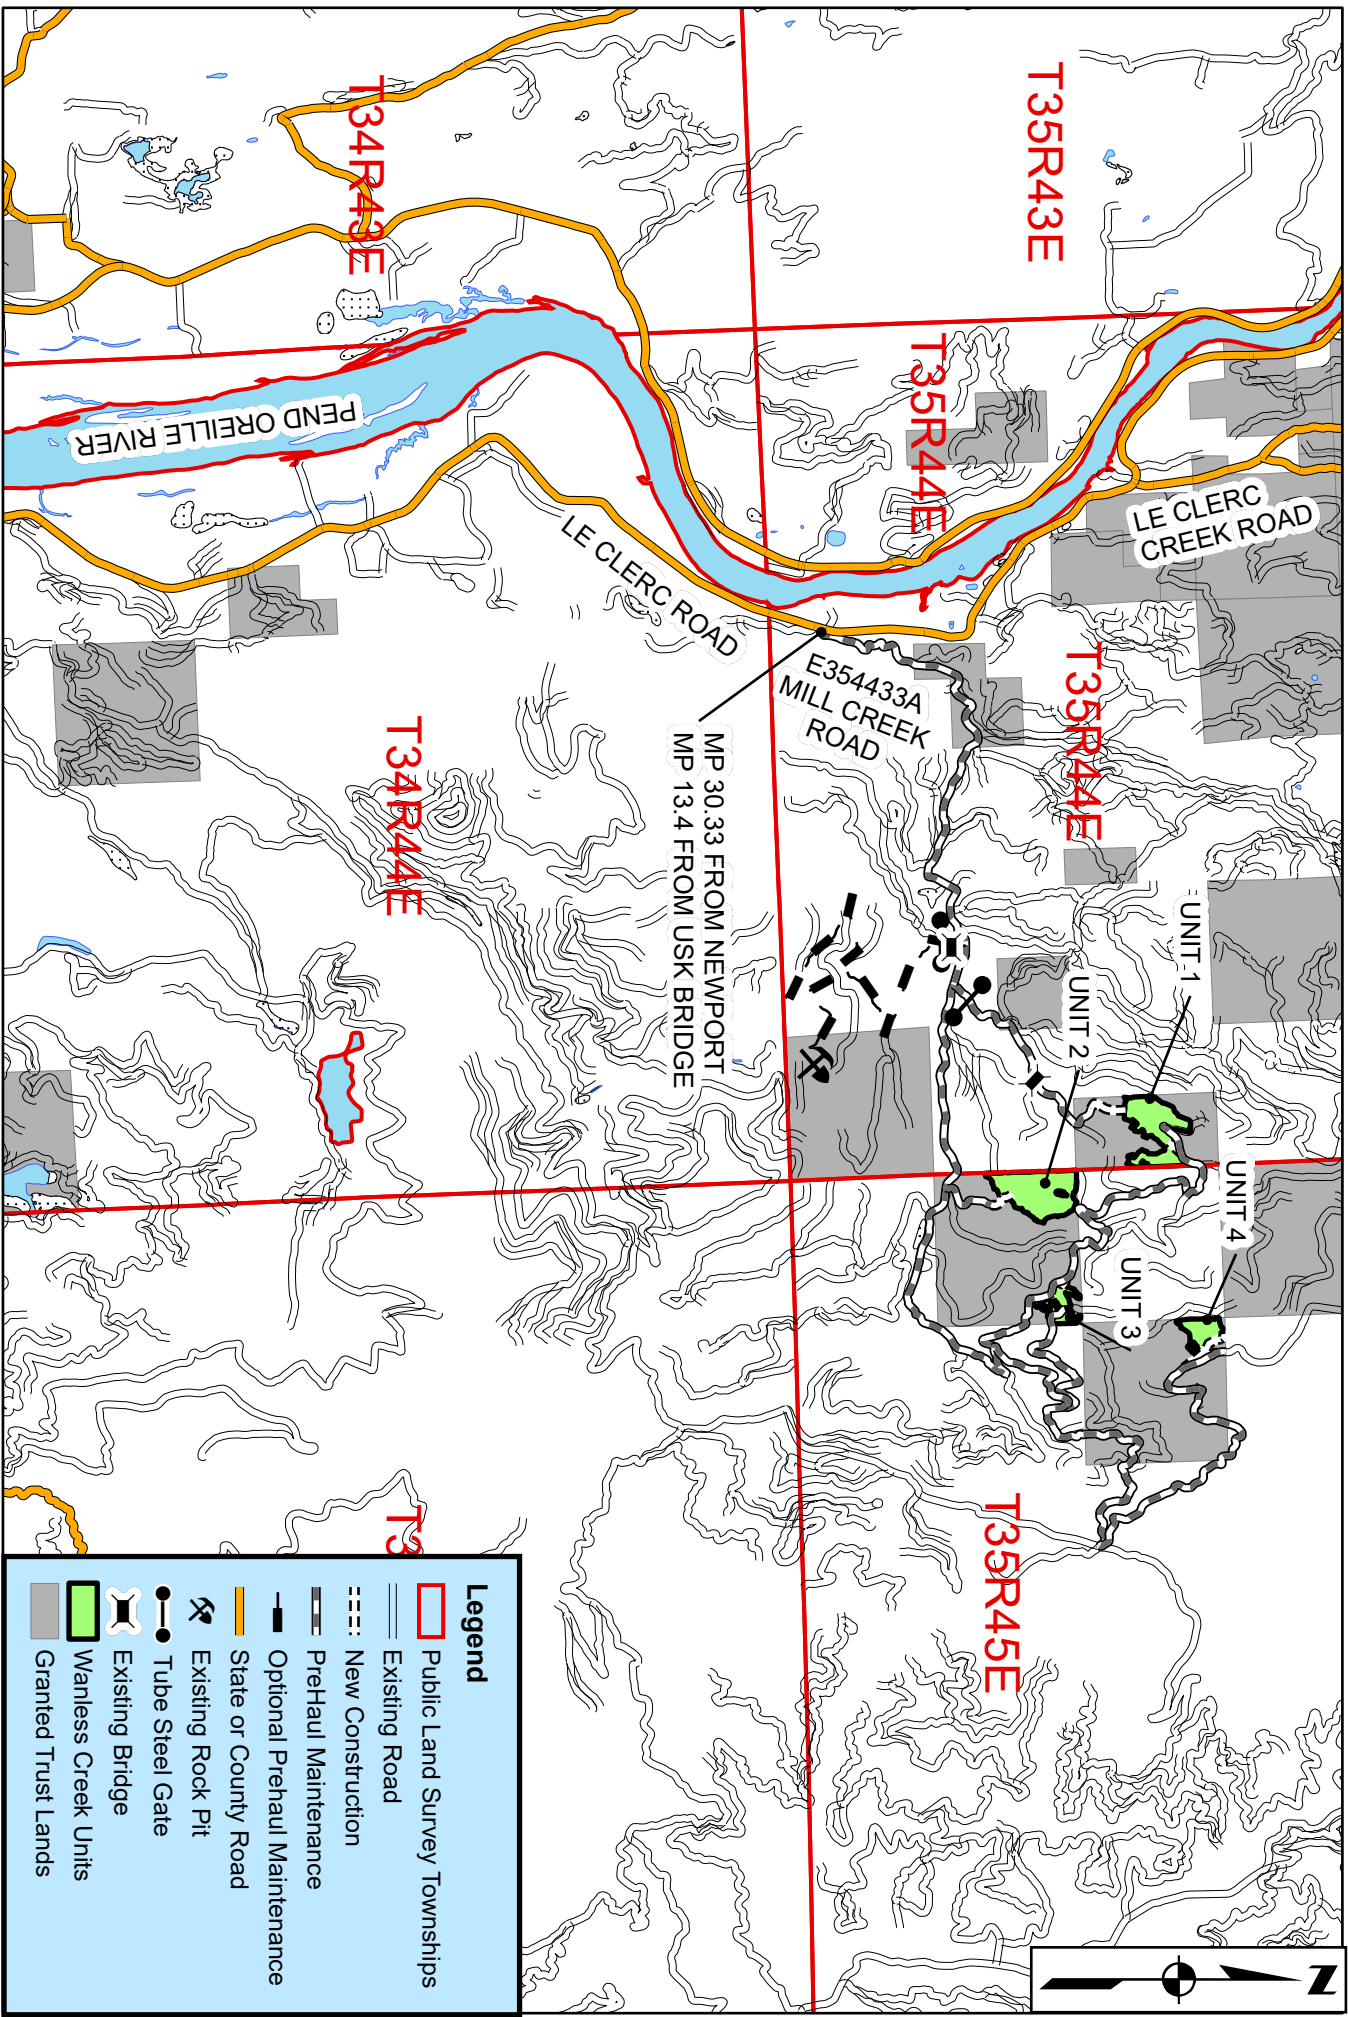 T35R43E
T34R43E
T35R44E
T35R44E
T34R44E
T35R45E
T3
PEND OREILLE RIVER
LE CLERC
CREEK ROAD
LE CLERC ROAD
E354433A
MILL CREEK
ROAD
MP 30.33 FROM NEWPORT
MP 13.4 FROM USK BRIDGE
UNIT 1
UNIT 2
UNIT 4
UNIT 3
N
Legend
Public Land Survey Townships
Existing Road
New Construction
PreHaul Maintenance
Optional Prehaul Maintenance
State or County Road
Existing Rock Pit
Tube Steel Gate
Existing Bridge
Wanless Creek Units
Granted Trust Lands